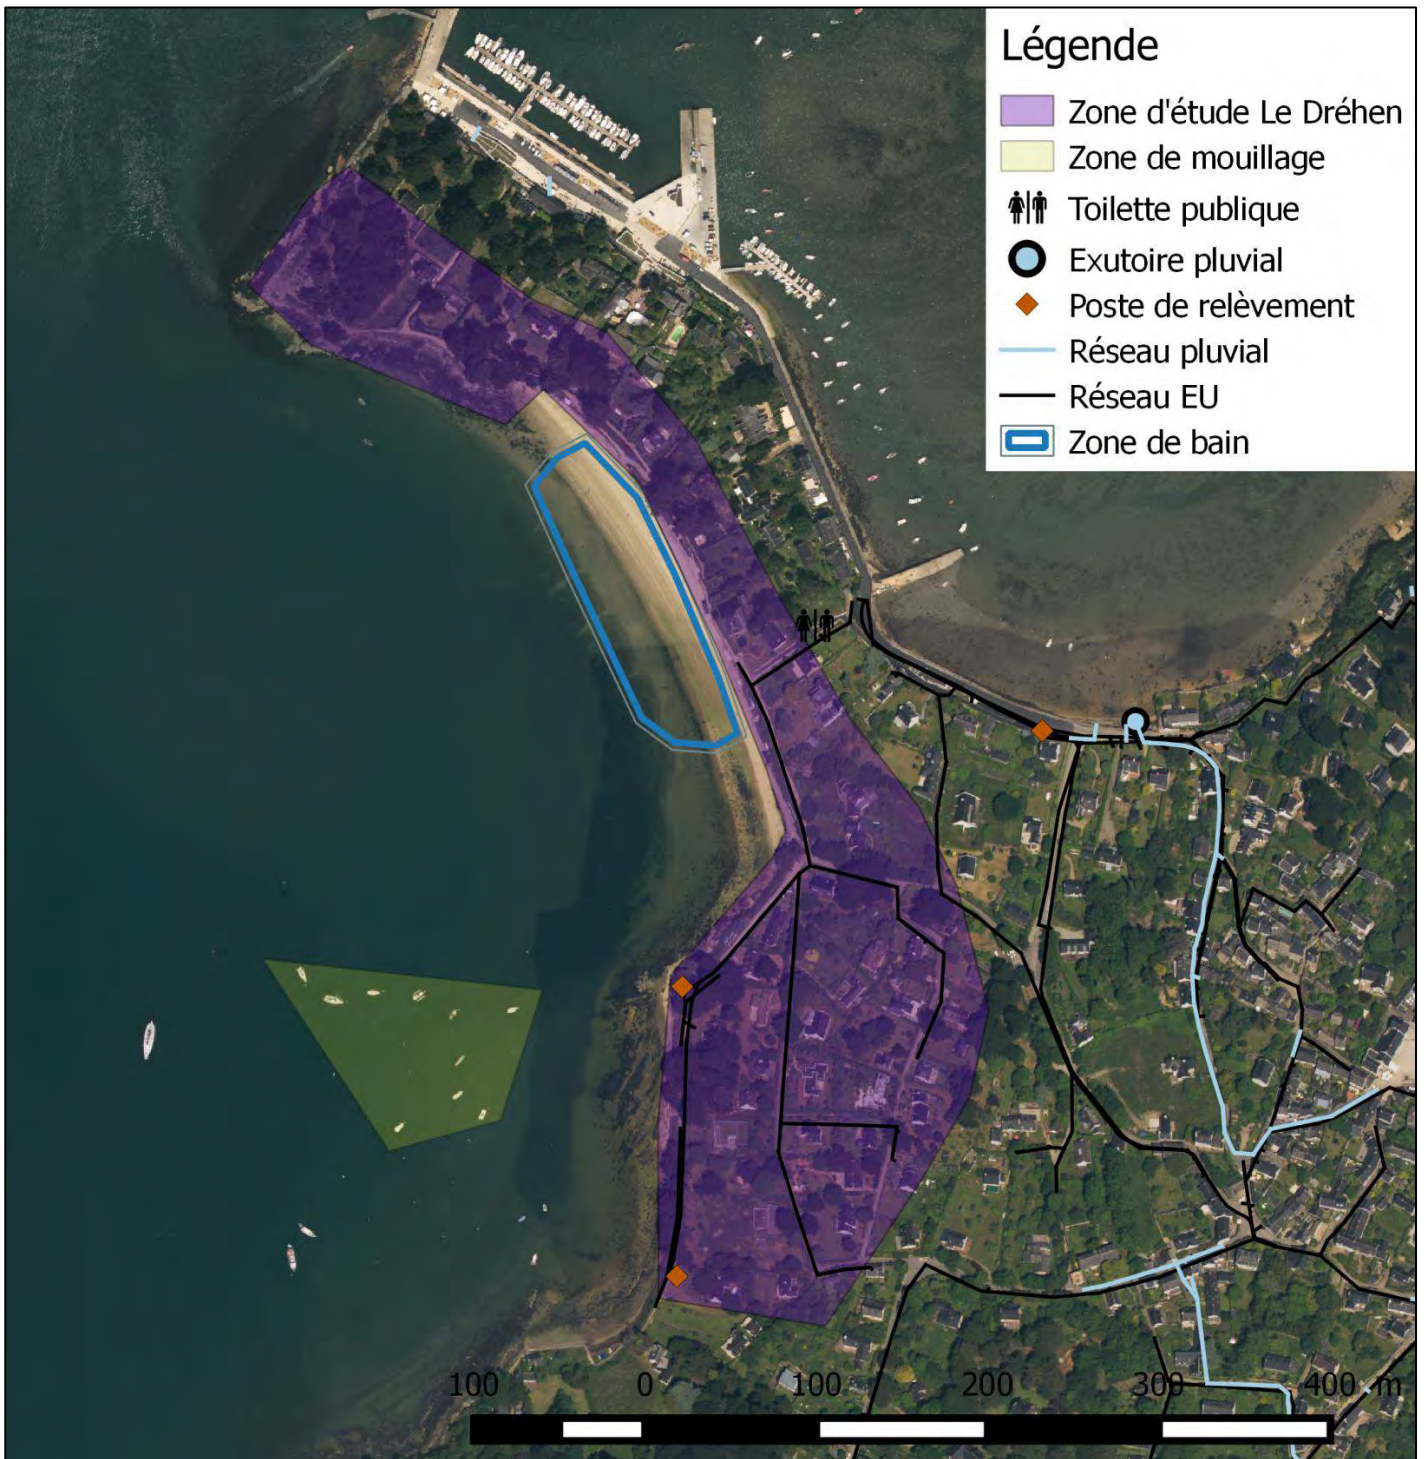 Légende
Zone d'étude Le Dréhen
Zone de mouillage
Toilette publique
Exutoire pluvial
Poste de relèvement
Réseau pluvial
Réseau EU
Zone de bain
100 0 100 200 300 400 m